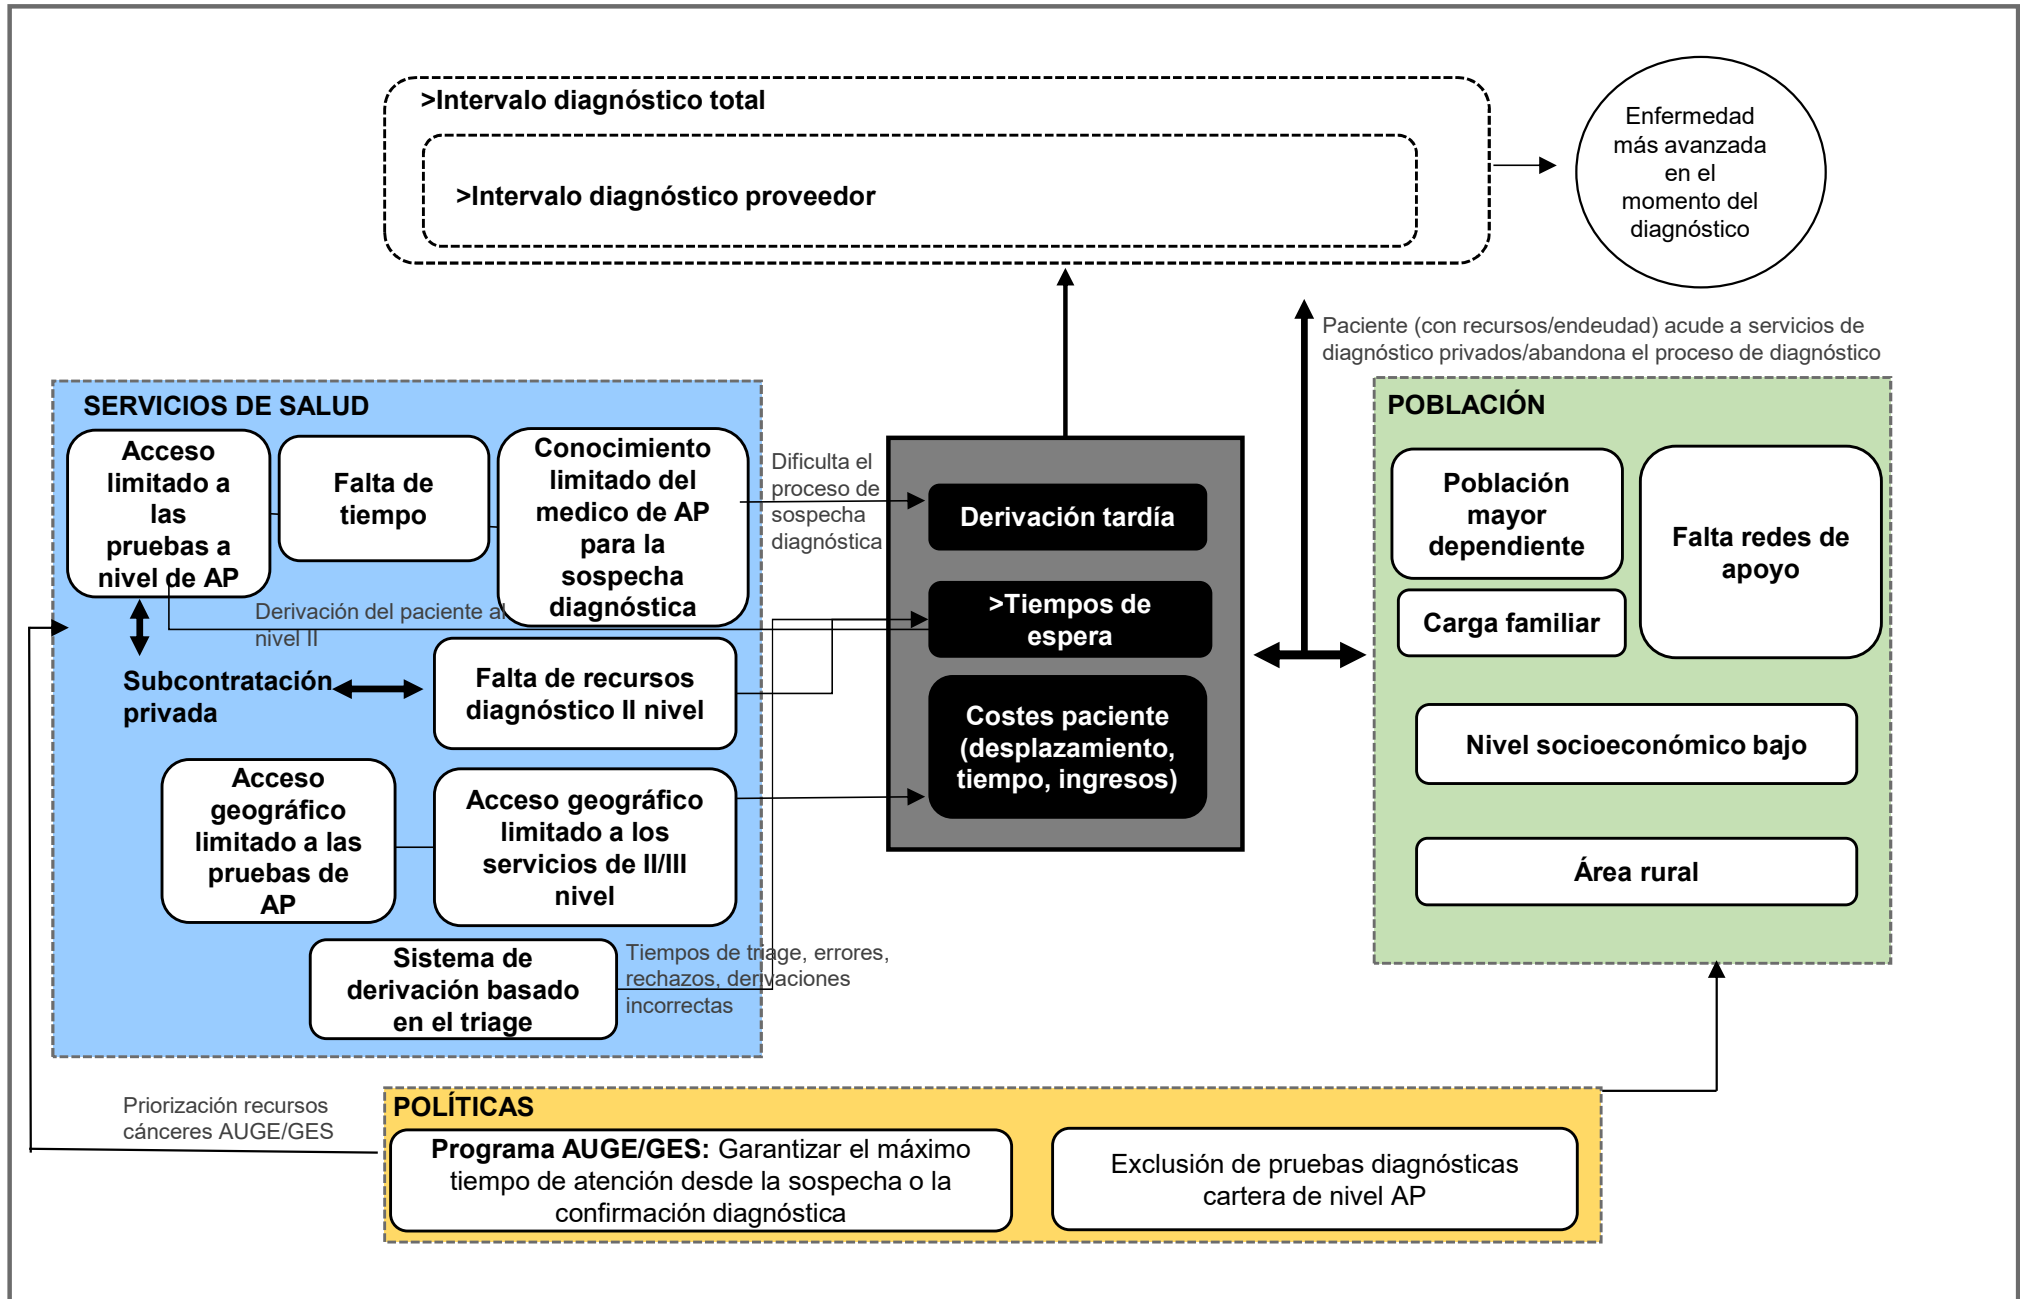 >Intervalo diagnóstico total
>Intervalo diagnóstico proveedor
Enfermedad
más avanzada
en el
momento del
diagnóstico
Paciente (con recursos/endeudad) acude a servicios de
diagnóstico privados/abandona el proceso de diagnóstico
SERVICIOS DE SALUD
Acceso
limitado a
las
pruebas a
nivel de AP
Falta de
tiempo
Conocimiento
limitado del
medico de AP
para la
sospecha
diagnóstica
Dificulta el
proceso de
sospecha
diagnóstica
Derivación del paciente al
nivel II
Subcontratación
privada
Falta de recursos
diagnóstico II nivel
Acceso
geográfico
limitado a las
pruebas de
AP
Acceso geográfico
limitado a los
servicios de II/III
nivel
Sistema de
derivación basado
en el triage
Tiempos de triage, errores,
rechazos, derivaciones
incorrectas
Derivación tardía
>Tiempos de
espera
Costes paciente
(desplazamiento,
tiempo, ingresos)
POBLACIÓN
Población
mayor
dependiente
Falta redes de
apoyo
Carga familiar
Nivel socioeconómico bajo
Área rural
Priorización recursos
cánceres AUGE/GES
POLÍTICAS
Programa AUGE/GES: Garantizar el máximo
tiempo de atención desde la sospecha o la
confirmación diagnóstica
Exclusión de pruebas diagnósticas
cartera de nivel AP